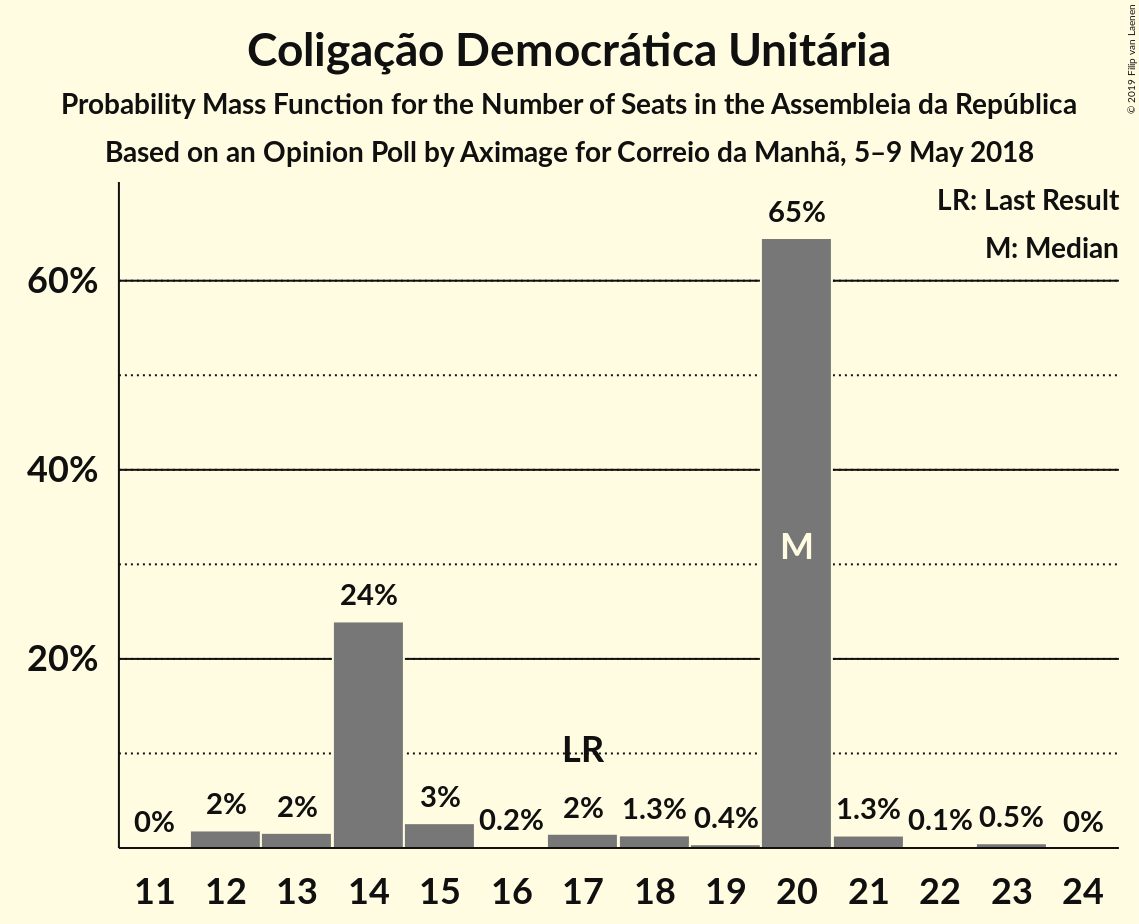 Coligação Democrática Unitária
Probability Mass Function for the Number of Seats in the Assembleia da República
Based on an Opinion Poll by Aximage for Correio da Manhã, 5–9 May 2018
© 2019 Filip van Laenen
LR: Last Result
M: Median
60%
40%
20%
0%
2%
2%
24%
3%
0.2%
2%
1.3%
0.4%
65%
1.3%
0.1%
0.5%
0%
LR
M
11 12 13 14 15 16 17 18 19 20 21 22 23 24